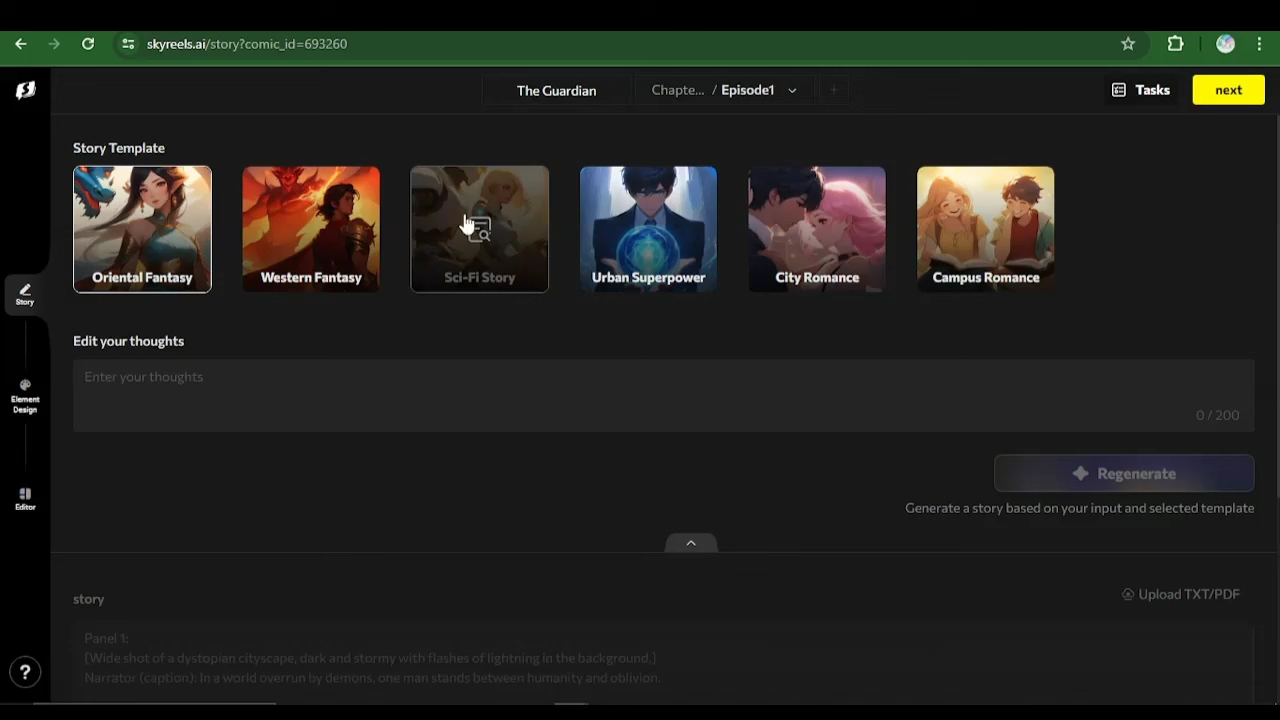 skyreels.ai/story?comic_id=693260
The Guardian
Chapte... / Episode1
Tasks
next
Story Template
Oriental Fantasy
Western Fantasy
Sci-Fi Story
Urban Superpower
City Romance
Campus Romance
Story
Edit your thoughts
Enter your thoughts
0 / 200
Element
Design
Regenerate
Editor
Generate a story based on your input and selected template
story
Upload TXT/PDF
Panel 1:
[Wide shot of a dystopian cityscape, dark and stormy with flashes of lightning in the background.]
Narrator (caption): In a world overrun by demons, one man stands between humanity and oblivion.
?